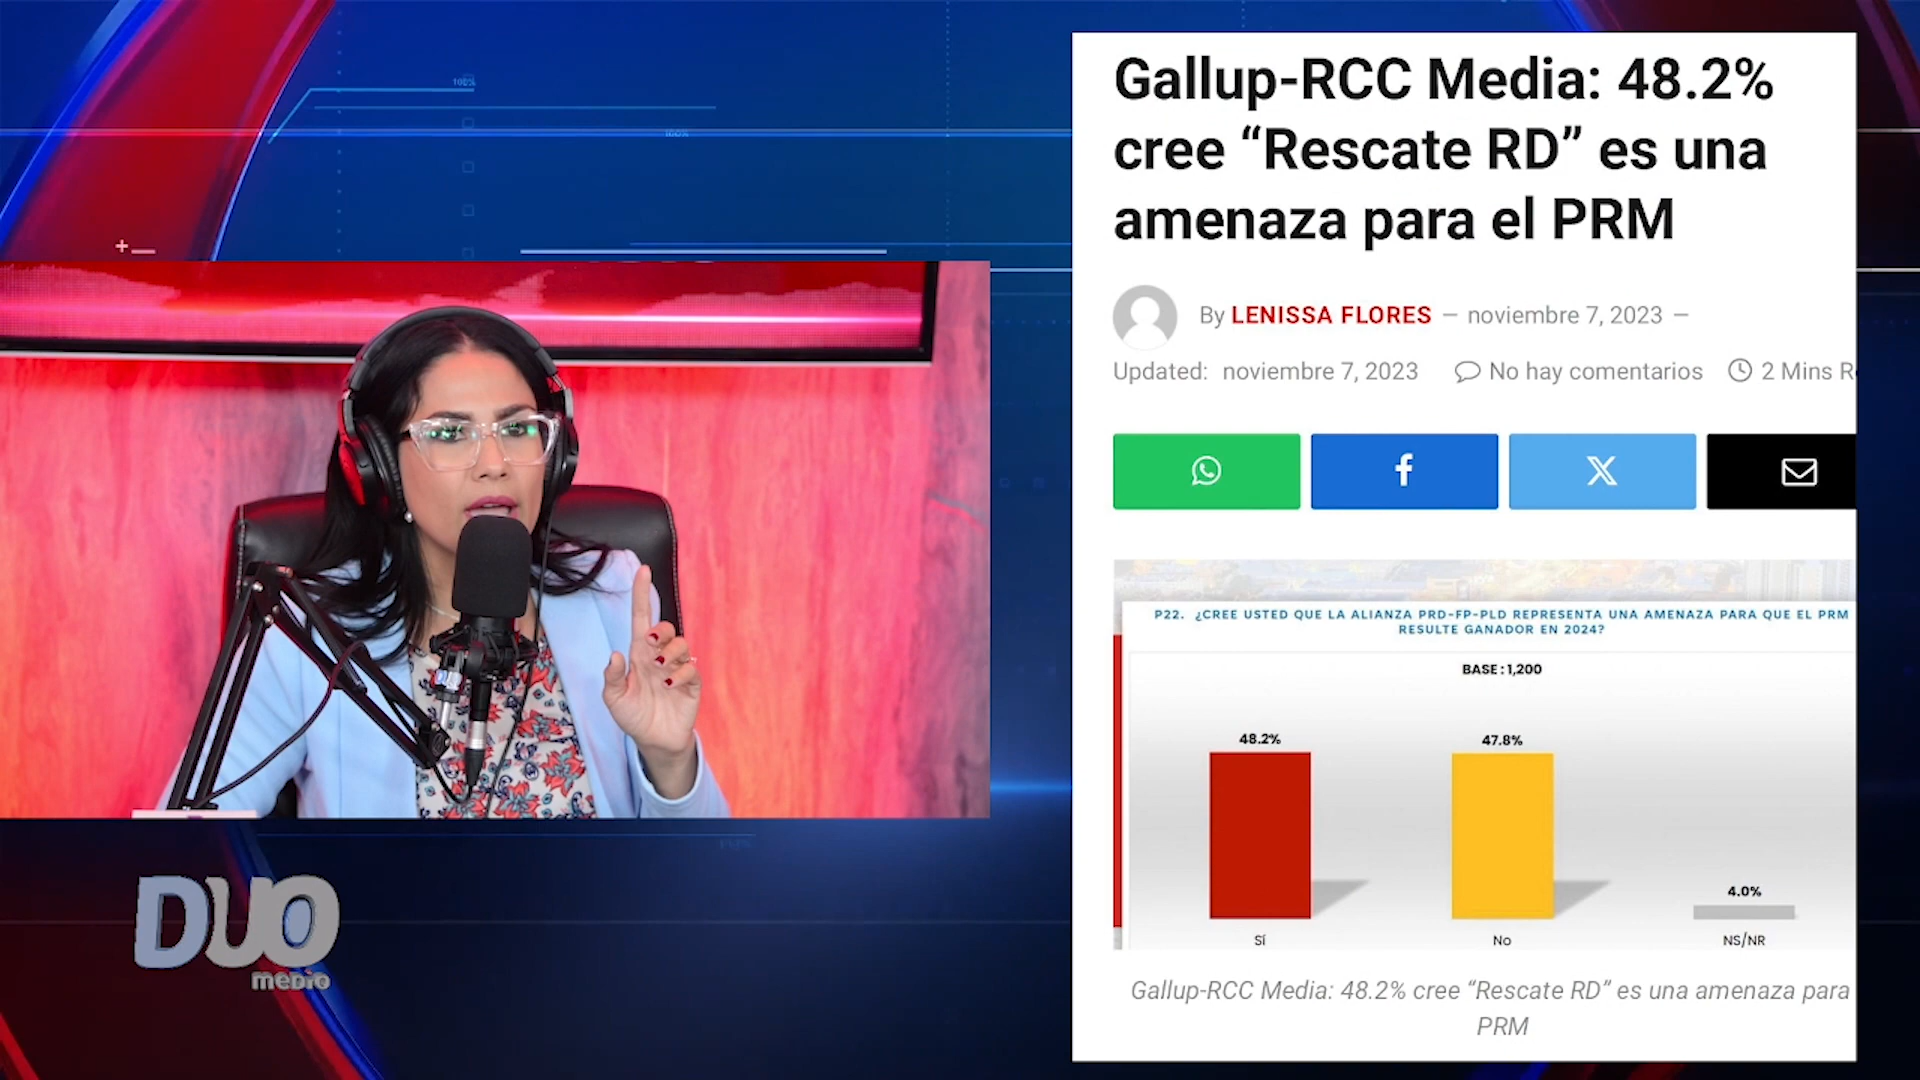 100%
Gallup-RCC Media: 48.2%
cree “Rescate RD” es una
amenaza para el PRM
By LENISSA FLORES — noviembre 7, 2023 —
Updated: noviembre 7, 2023 No hay comentarios 2 Mins R
P22. ¿CREE USTED QUE LA ALIANZA PRD-FP-PLD REPRESENTA UNA AMENAZA PARA QUE EL PRM
RESULTE GANADOR EN 2024?
BASE : 1,200
48.2%
47.8%
4.0%
Sí
No
NS/NR
Gallup-RCC Media: 48.2% cree “Rescate RD” es una amenaza para
PRM
DUO
medio